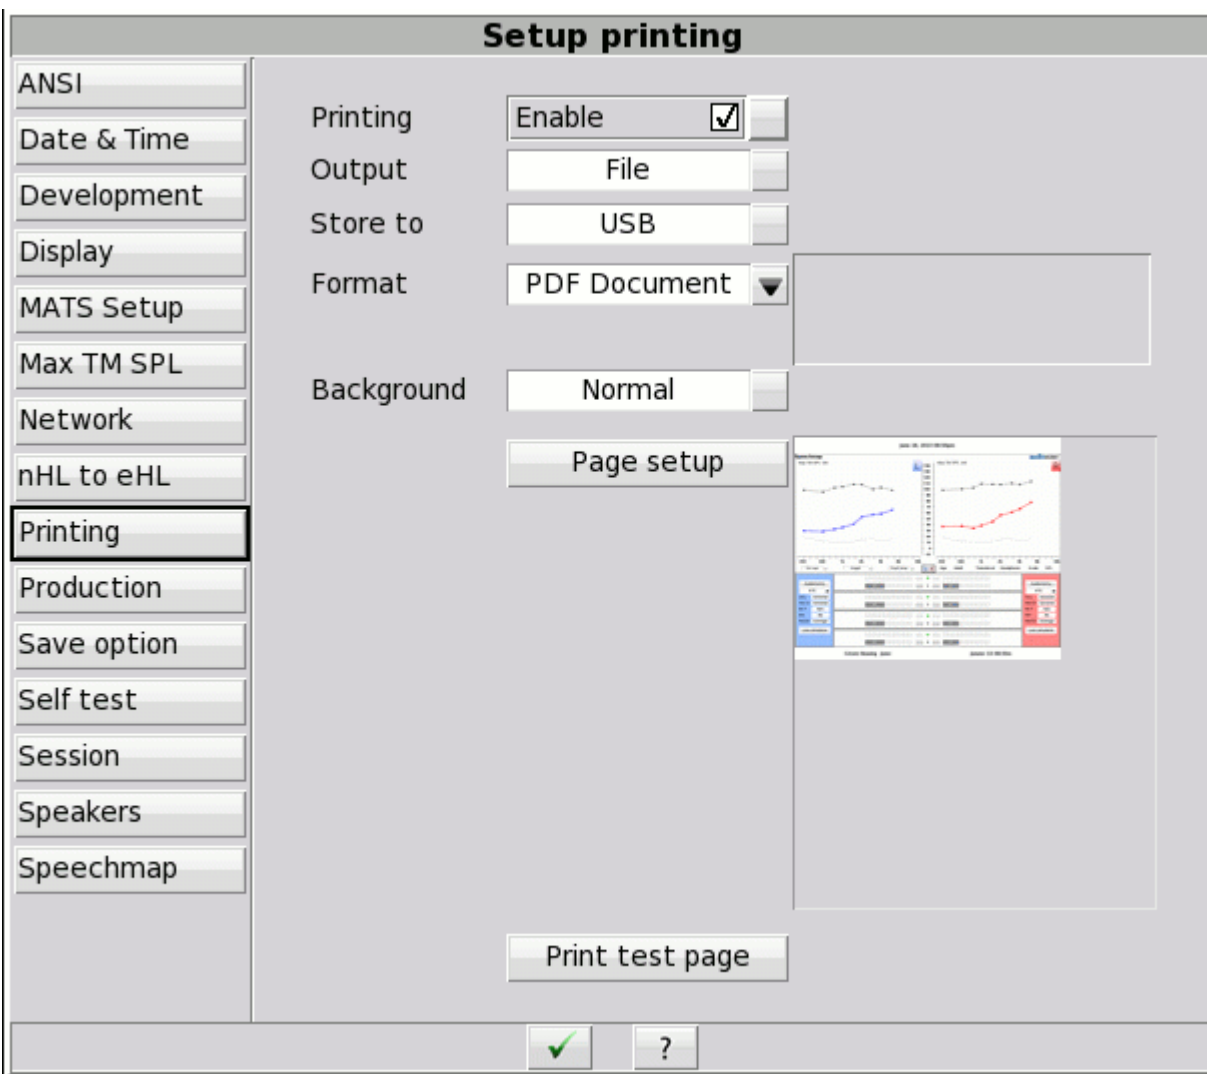 Setup printing
ANSI
Date & Time
Development
Display
MATS Setup
Max TM SPL
Network
nHL to eHL
Printing
Production
Save option
Self test
Session
Speakers
Speechmap
Printing Enable
Output File
Store to USB
Format PDF Document
Background Normal
Page setup
Print test page
?